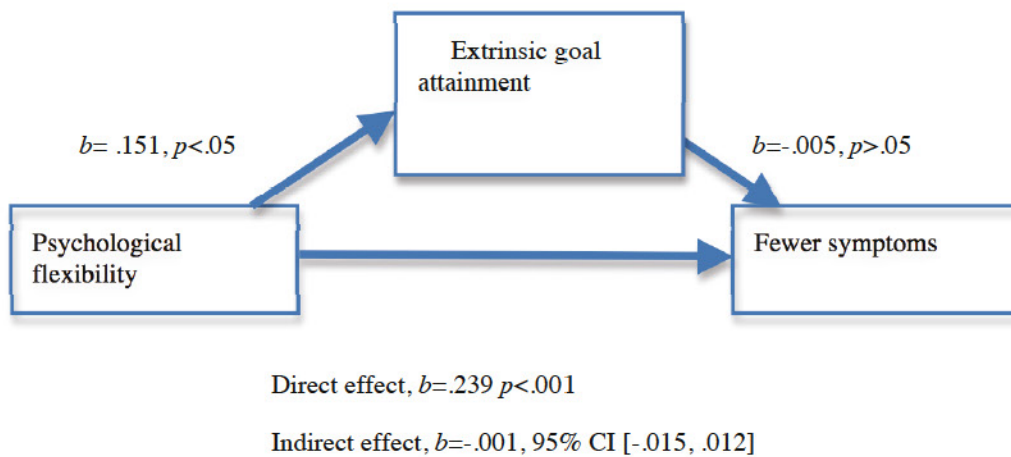 Extrinsic goal
attainment
b= .151, p<.05
b=-.005, p>.05
Psychological
flexibility
Fewer symptoms
Direct effect, b=.239 p<.001
Indirect effect, b=-.001, 95% CI [-.015, .012]